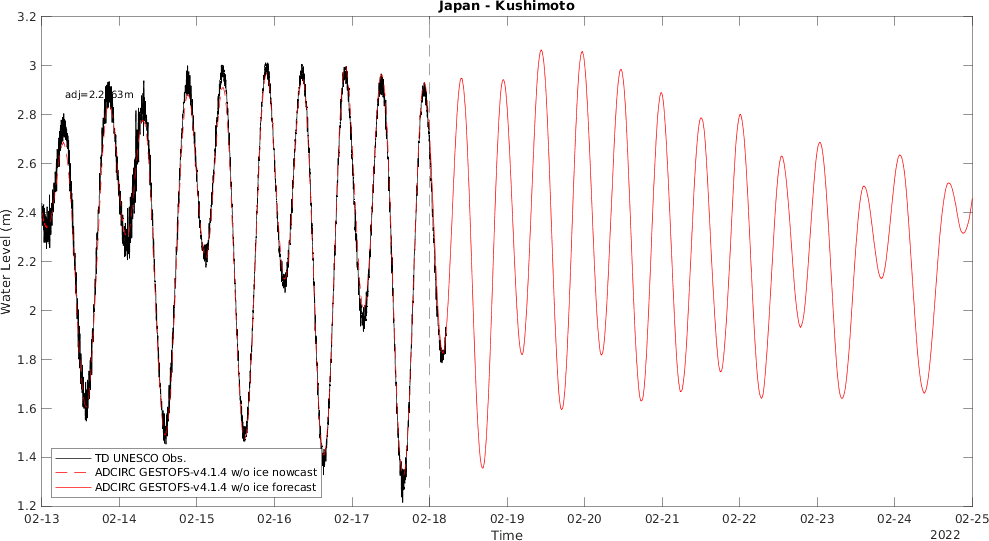 Japan - Kushimoto
3.2
3
2.8
2.6
2.4
2.2
2
1.8
1.6
1.4
1.2
Water Level (m)
TD UNESCO Obs.
ADCIRC GESTOFS-v4.1.4 w/o ice nowcast
ADCIRC GESTOFS-v4.1.4 w/o ice forecast
02-13 02-14 02-15 02-16 02-17 02-18 02-19 02-20 02-21 02-22 02-23 02-24 02-25
Time
2022